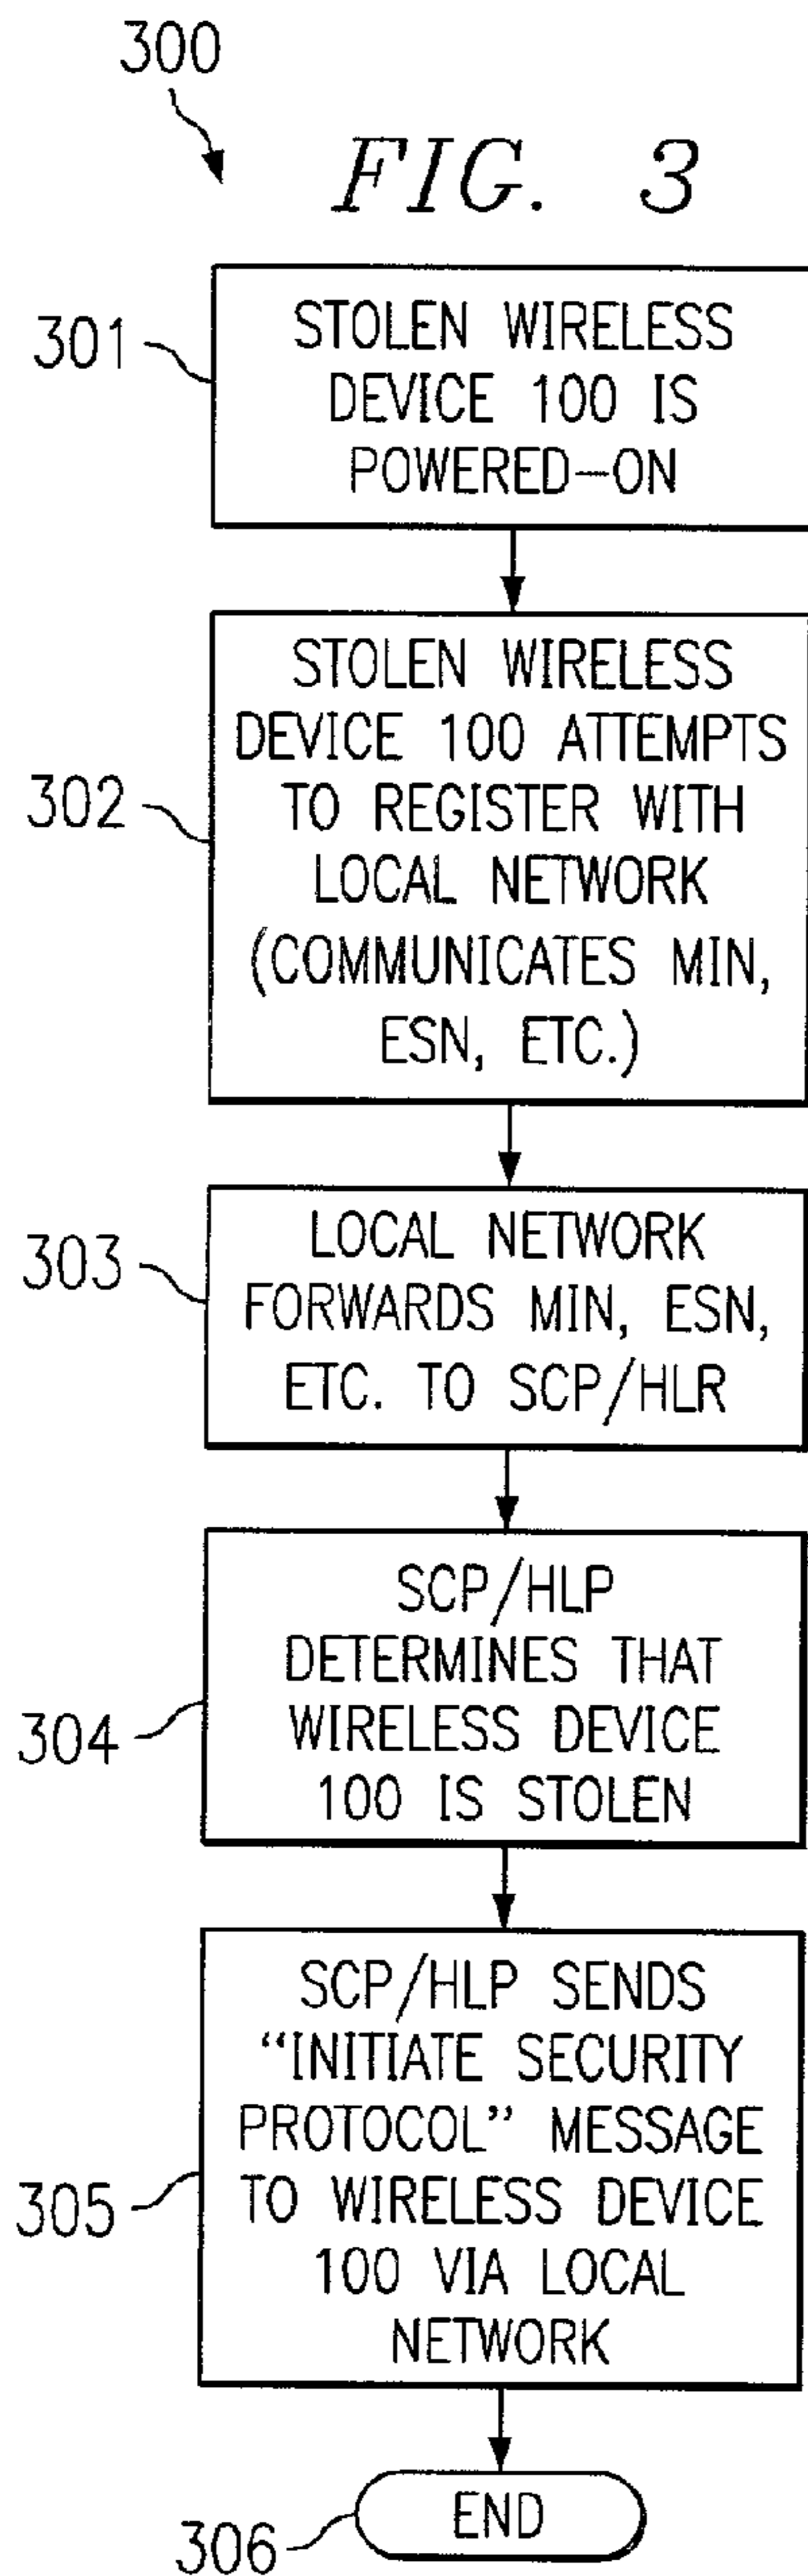 300
FIG. 3
301
STOLEN WIRELESS
DEVICE 100 IS
POWERED-ON
302
STOLEN WIRELESS
DEVICE 100 ATTEMPTS
TO REGISTER WITH
LOCAL NETWORK
(COMMUNICATES MIN,
ESN, ETC.)
303
LOCAL NETWORK
FORWARDS MIN, ESN,
ETC. TO SCP/HLR
304
SCP/HLP
DETERMINES THAT
WIRELESS DEVICE
100 IS STOLEN
305
SCP/HLP SENDS
“INITIATE SECURITY
PROTOCOL” MESSAGE
TO WIRELESS DEVICE
100 VIA LOCAL
NETWORK
306
END